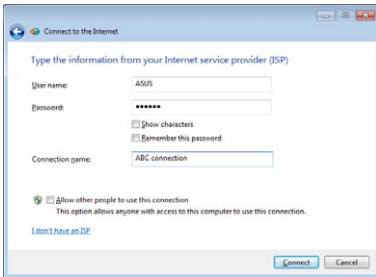 Connect to the Internet
Type the information from your Internet service provider (ISP)
User name: ASUS
Password: ••••••
Show characters
Remember this password
Connection name: ABC connection
Allow other people to use this connection
This option allows anyone with access to this computer to use this connection.
I don't have an ISP
Connect Cancel